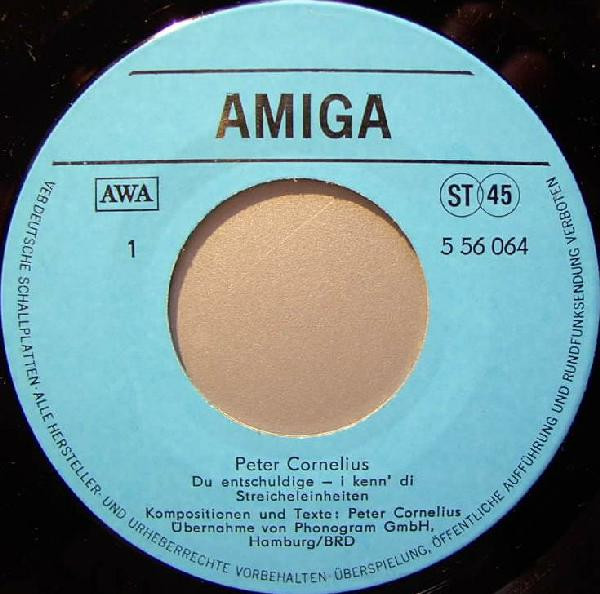 AMIGA
AWA
ST 45
1
5 56 064
Peter Cornelius
Du entschuldige – i kenn' di
Streicheleinheiten
Kompositionen und Texte: Peter Cornelius
Übernahme von Phonogram GmbH,
Hamburg/BRD
VEB DEUTSCHE SCHALLPLATTEN · ALLE HERSTELLER- UND URHEBERRECHTE VORBEHALTEN · ÜBERSPIELUNG, ÖFFENTLICHE AUFFÜHRUNG UND RUNDFUNKSENDUNG VERBOTEN